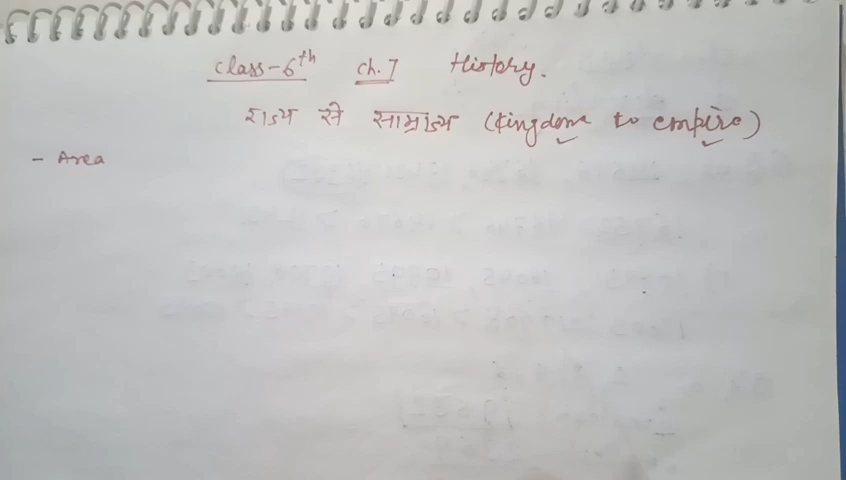 Class-6th ch.7 History.
राज्य से साम्राज्य (Kingdom to empire)
- Area